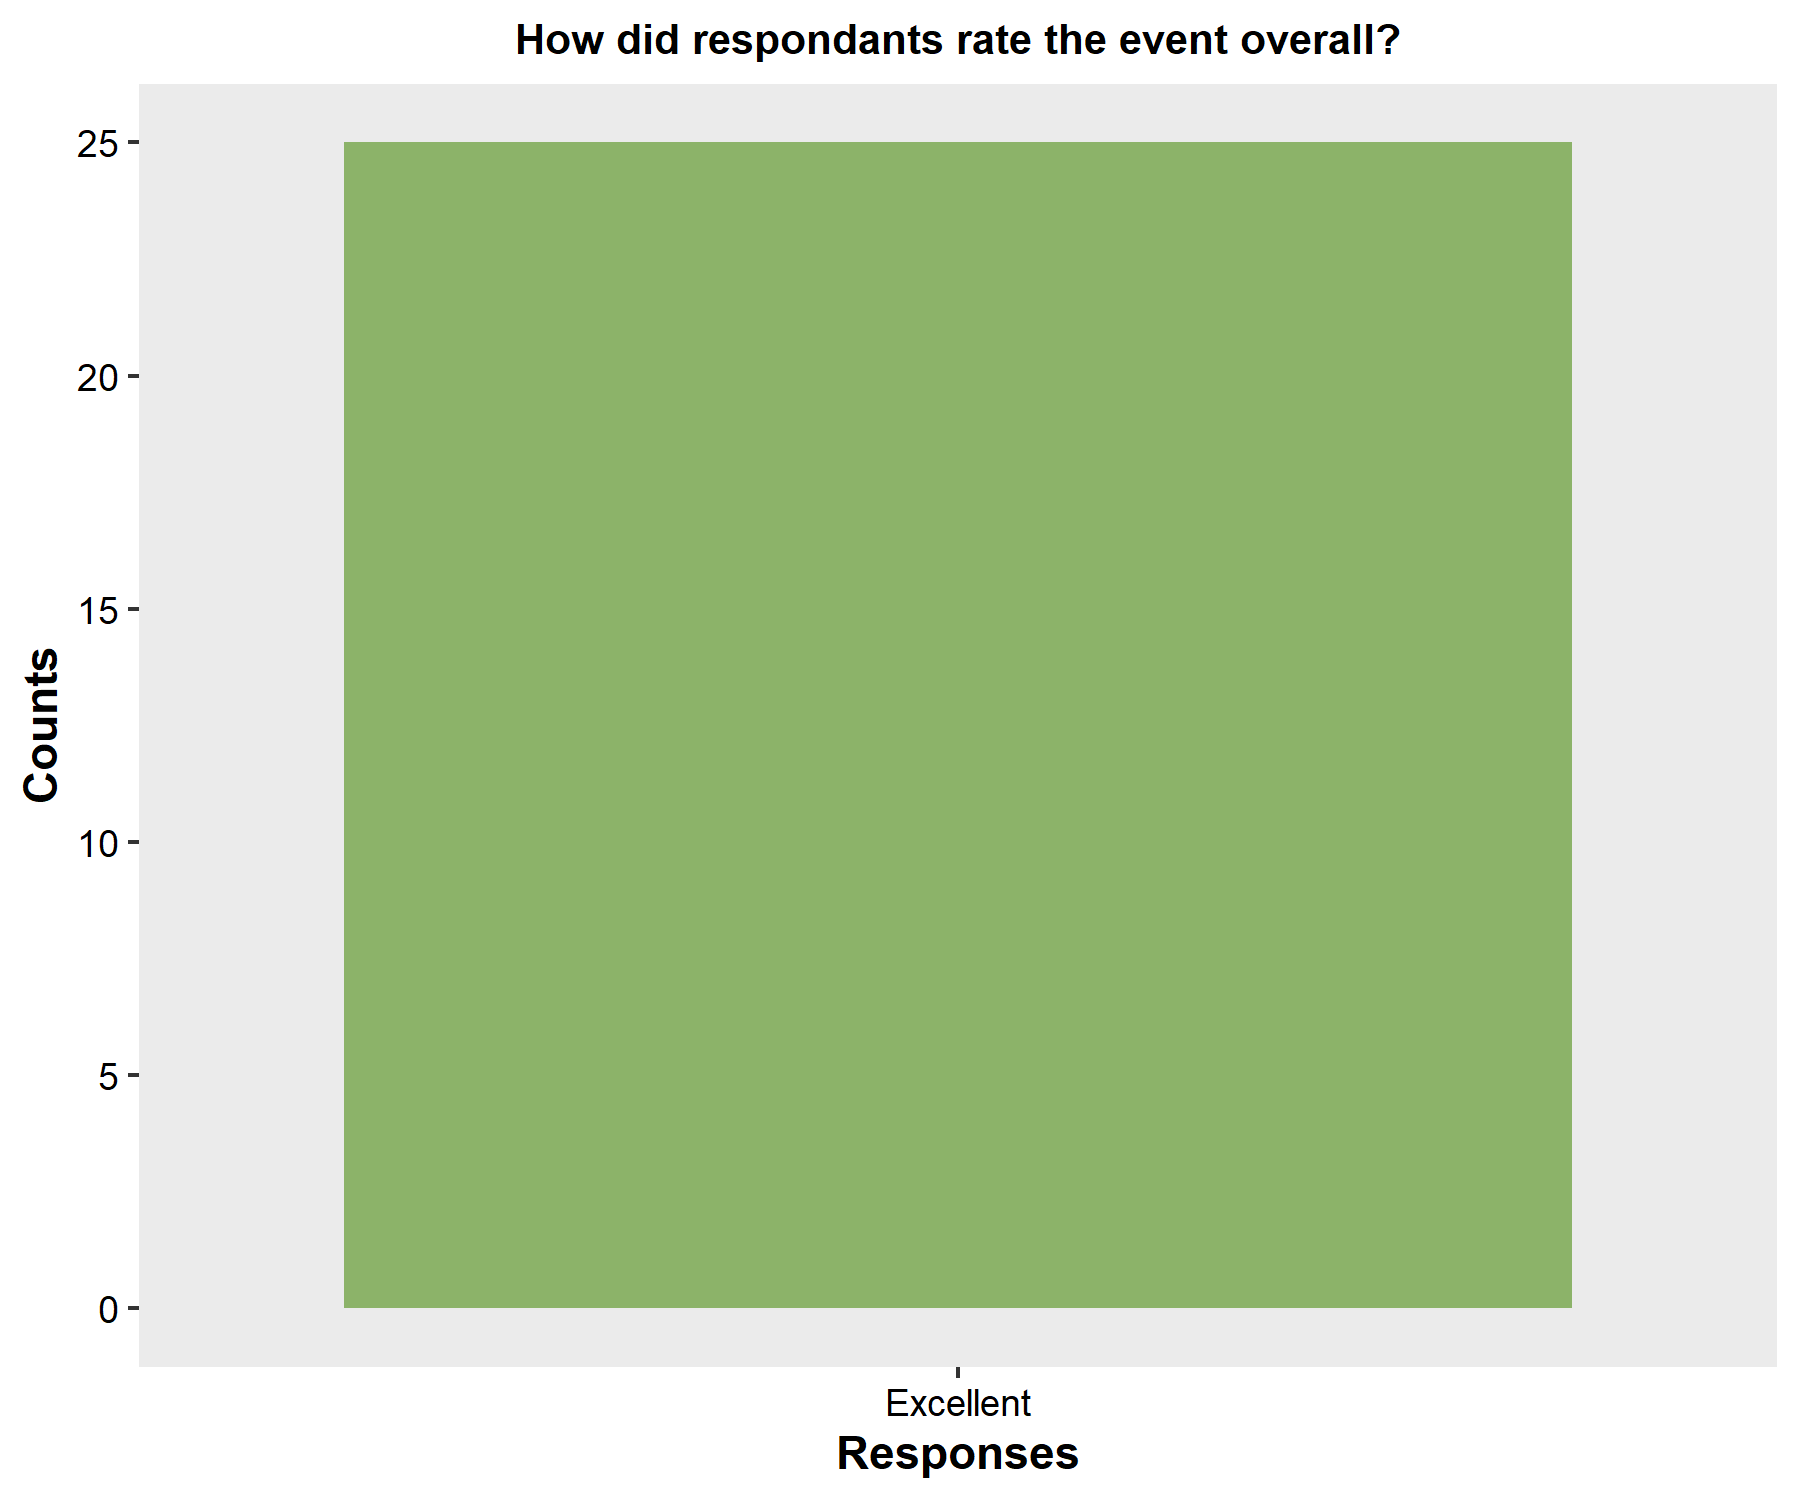 How did respondants rate the event overall?
25
20
15
10
5
0
Counts
Excellent
Responses